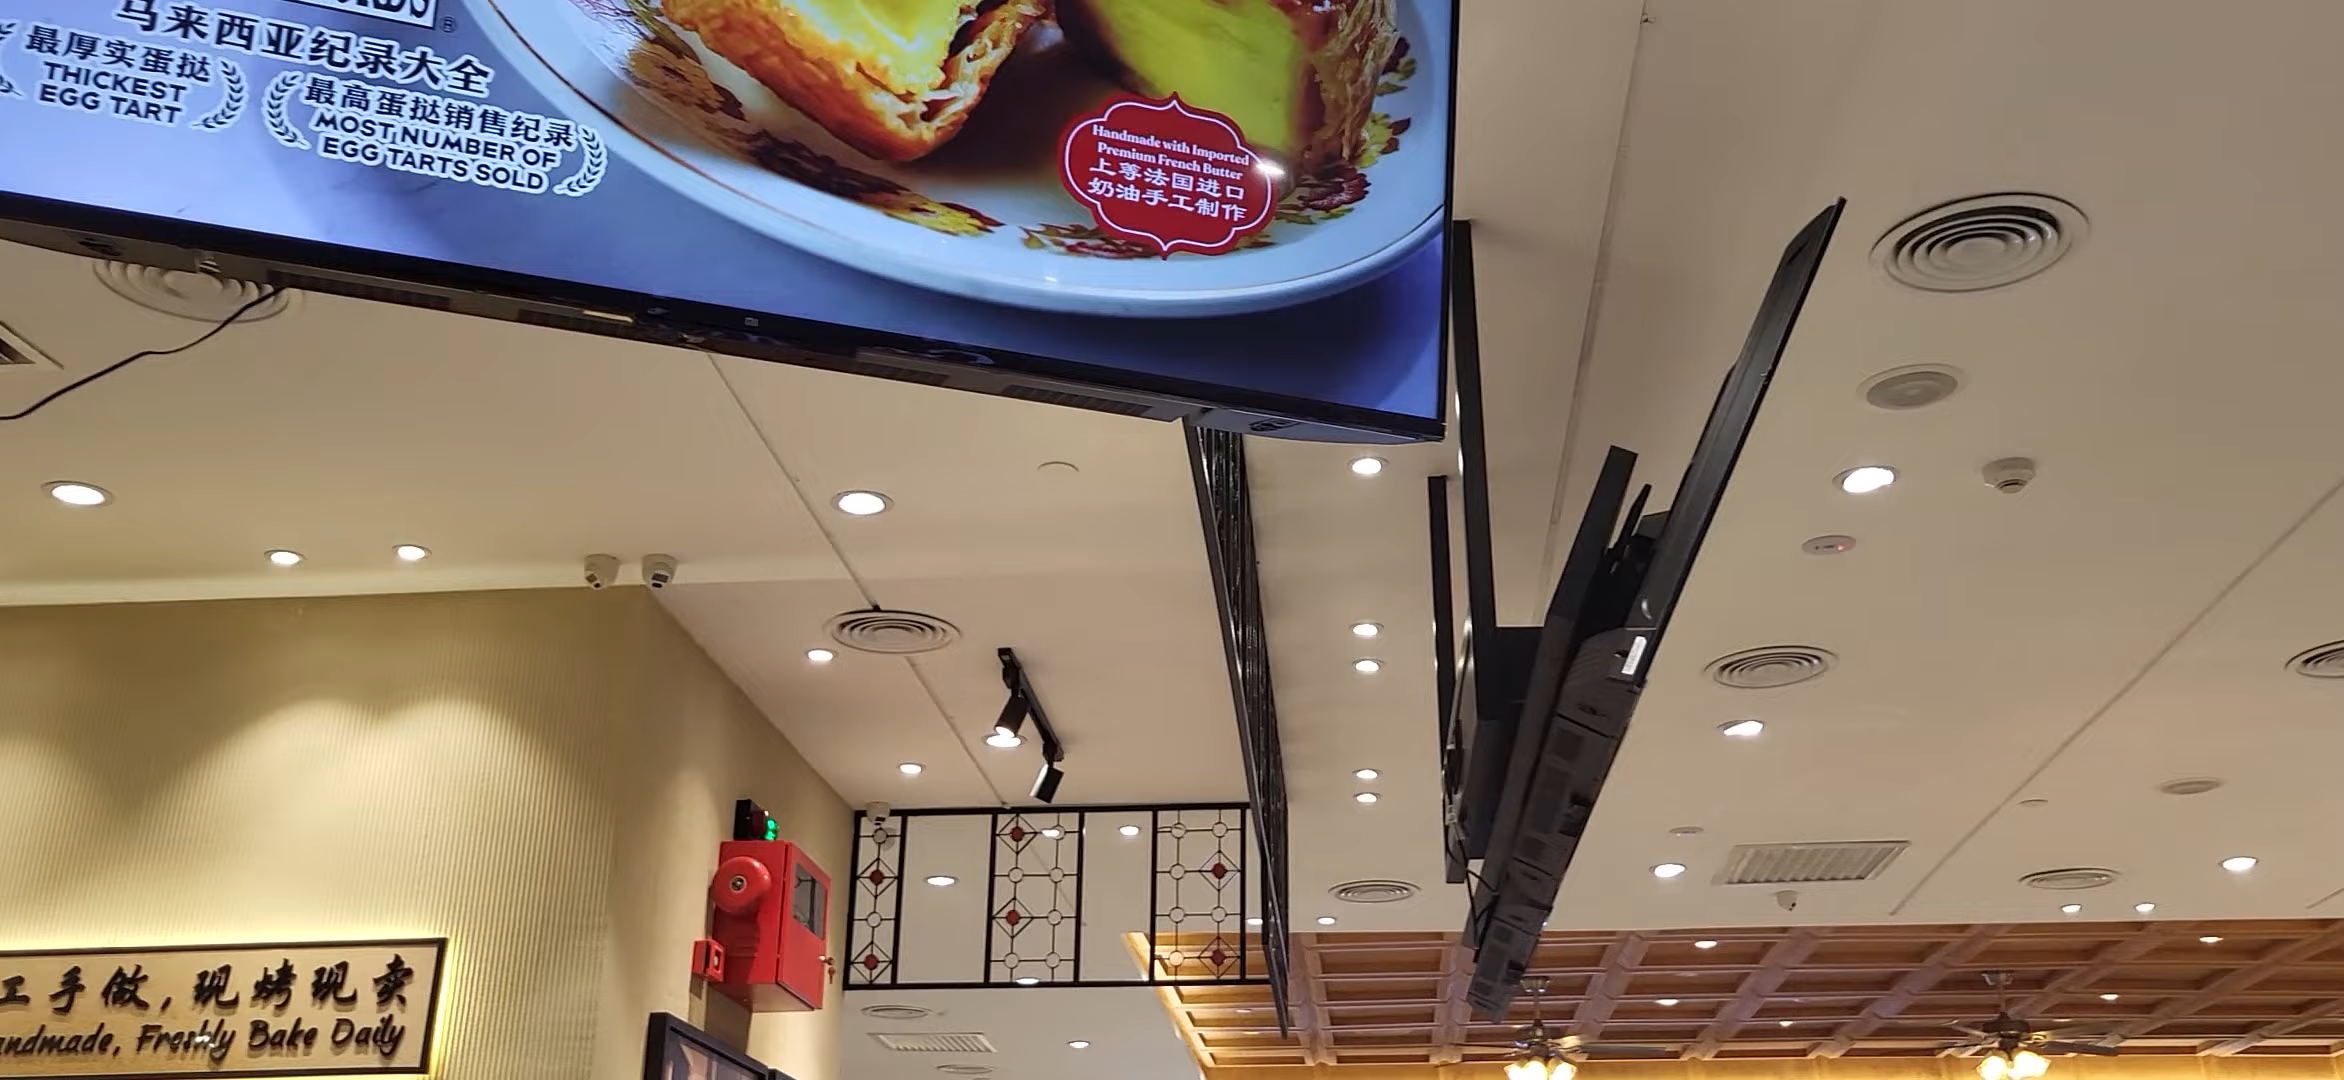 ®
马来西亚纪录大全
最厚实蛋挞
THICKEST
EGG TART
最高蛋挞销售纪录
MOST NUMBER OF
EGG TARTS SOLD
Handmade with Imported
Premium French Butter
上等法国进口
奶油手工制作
工手做,现烤现卖
andmade, Freshly Bake Daily